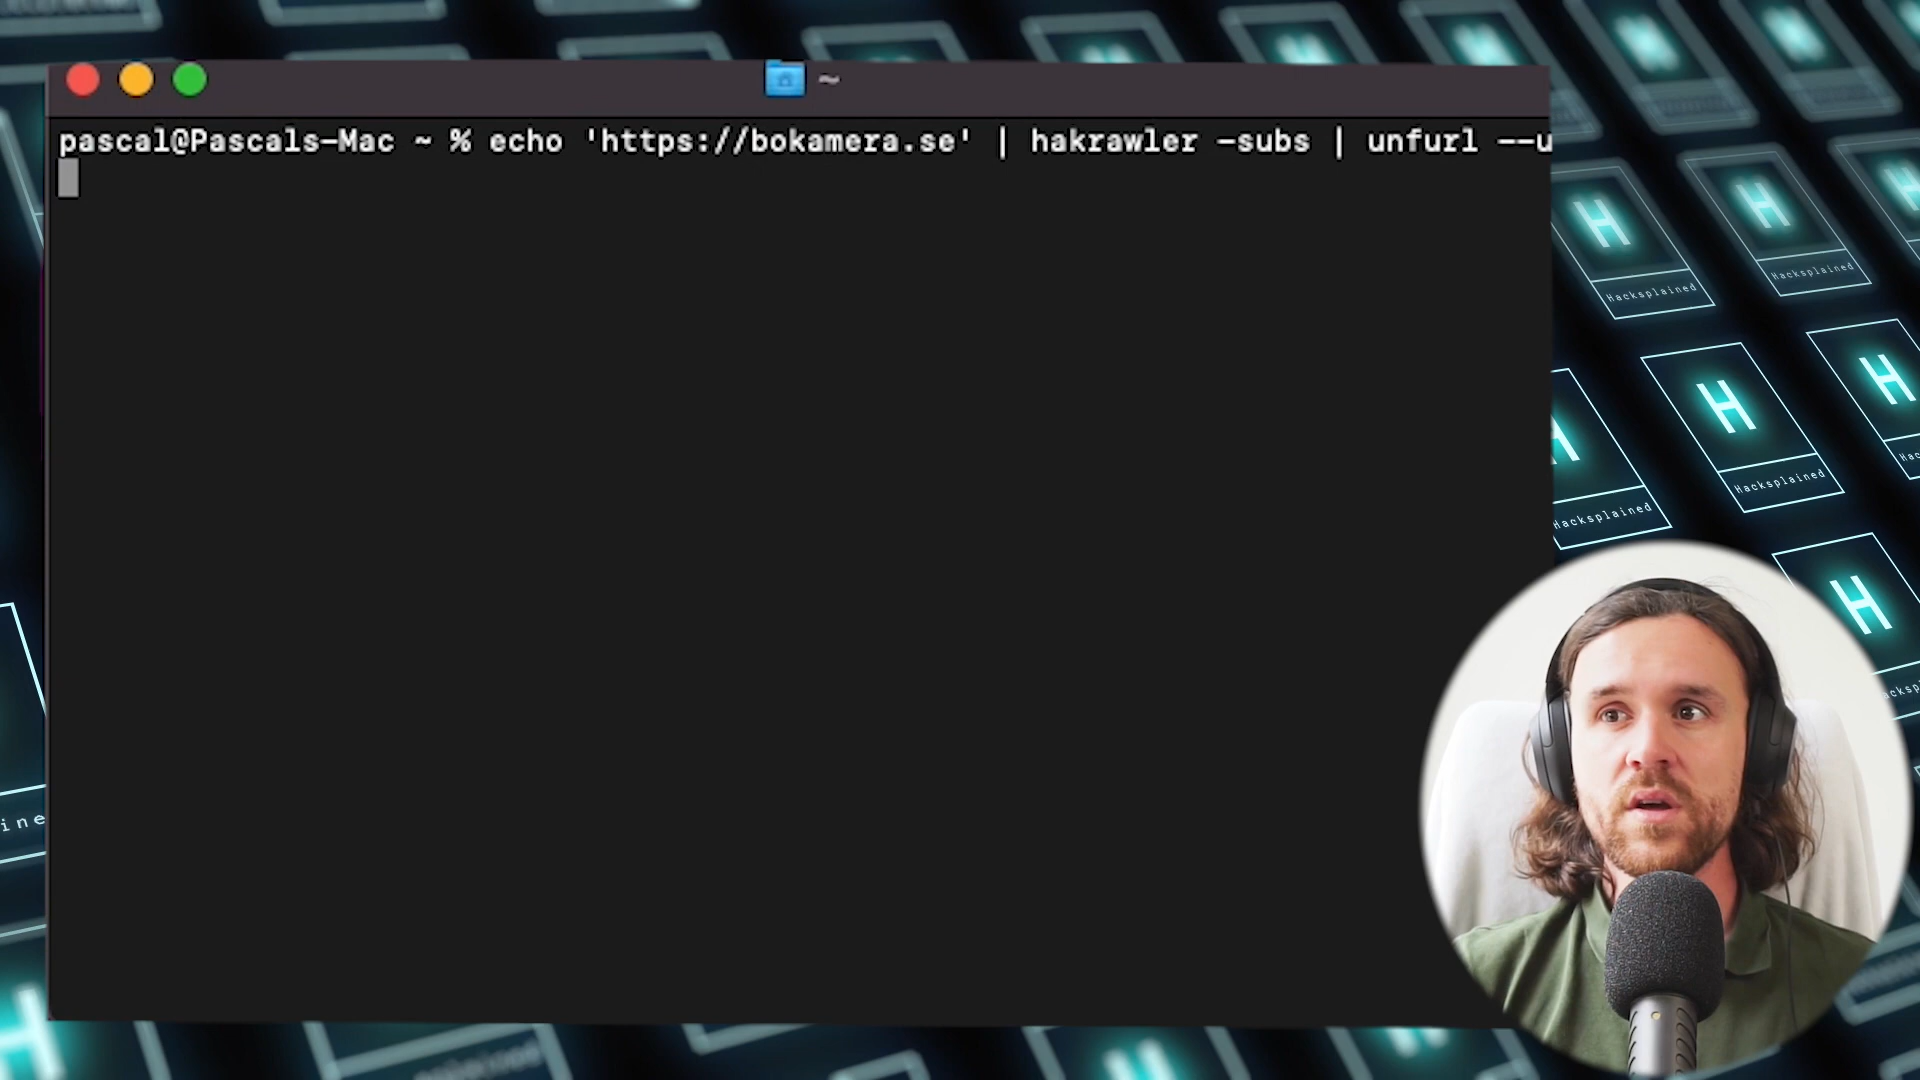 ~
pascal@Pascals-Mac ~ % echo 'https://bokamera.se' | hakrawler -subs | unfurl --u
H
Hacksplained
H
Hacksplained
H
Hacksplained
H
H
Hacksplained
H